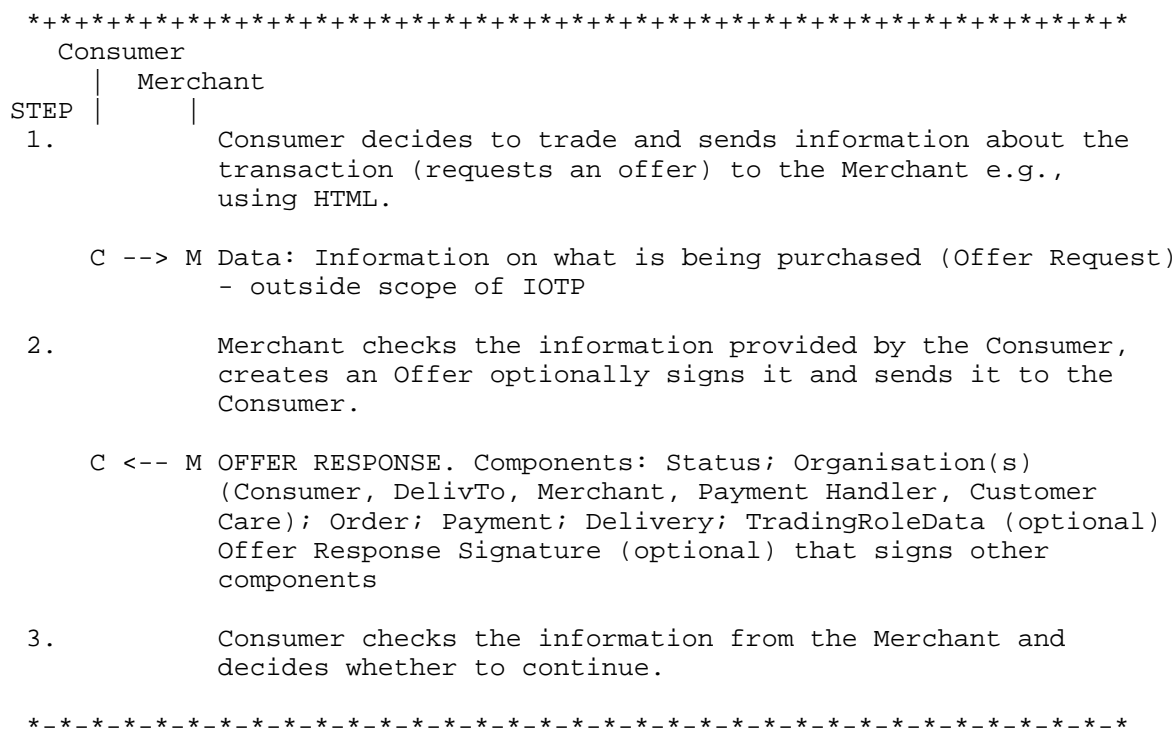 *+*+*+*+*+*+*+*+*+*+*+*+*+*+*+*+*+*+*+*+*+*+*+*+*+*+*+*+*+*+*+*+*+*+*
Consumer
| Merchant
STEP | |
1. Consumer decides to trade and sends information about the
transaction (requests an offer) to the Merchant e.g.,
using HTML.
C --> M Data: Information on what is being purchased (Offer Request)
- outside scope of IOTP
2. Merchant checks the information provided by the Consumer,
creates an Offer optionally signs it and sends it to the
Consumer.
C <-- M OFFER RESPONSE. Components: Status; Organisation(s)
(Consumer, DelivTo, Merchant, Payment Handler, Customer
Care); Order; Payment; Delivery; TradingRoleData (optional)
Offer Response Signature (optional) that signs other
components
3. Consumer checks the information from the Merchant and
decides whether to continue.
*-*-*-*-*-*-*-*-*-*-*-*-*-*-*-*-*-*-*-*-*-*-*-*-*-*-*-*-*-*-*-*-*-*-*